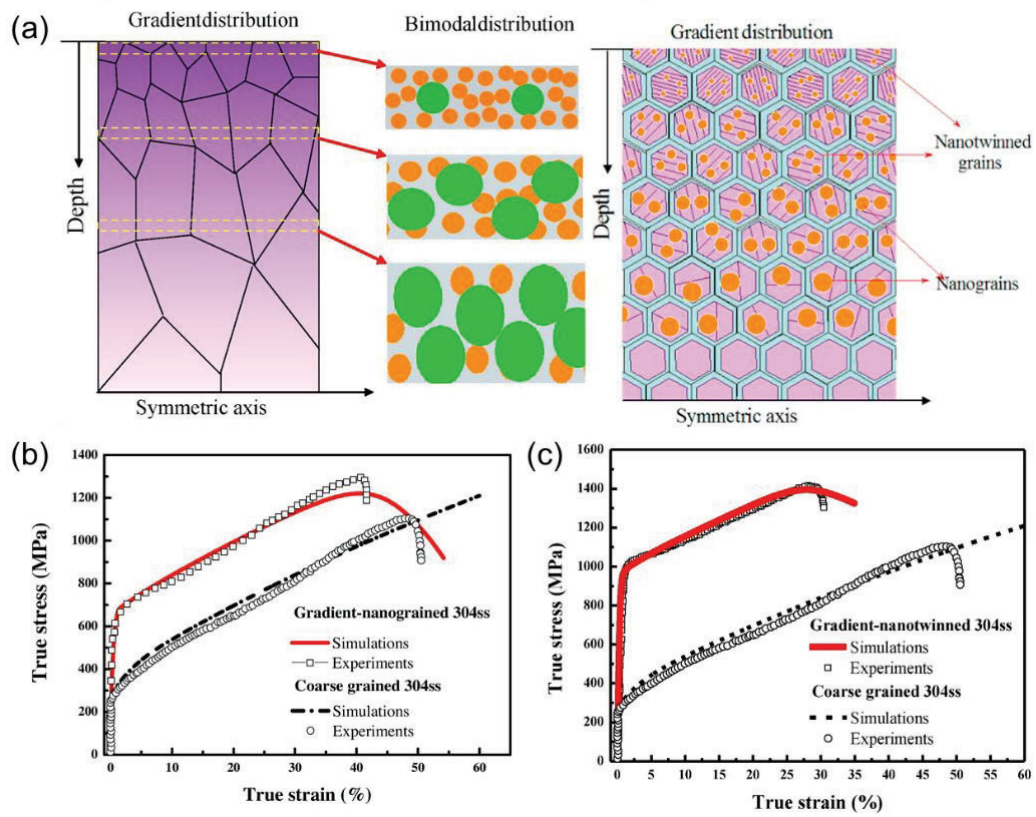 (a)
Gradient distribution
Bimodal distribution
Gradient distribution
Depth
Depth
Nanotwinned
grains
Nanograins
Symmetric axis
Symmetric axis
(b)
True stress (MPa)
1400
1200
1000
800
600
400
200
0
Gradient-nanograined 304ss
Simulations
Experiments
Coarse grained 304ss
Simulations
Experiments
0 10 20 30 40 50 60
True strain (%)
(c)
True stress (MPa)
1600
1400
1200
1000
800
600
400
200
0
Gradient-nanotwinned 304ss
Simulations
Experiments
Coarse grained 304ss
Simulations
Experiments
0 5 10 15 20 25 30 35 40 45 50 55 60
True strain (%)